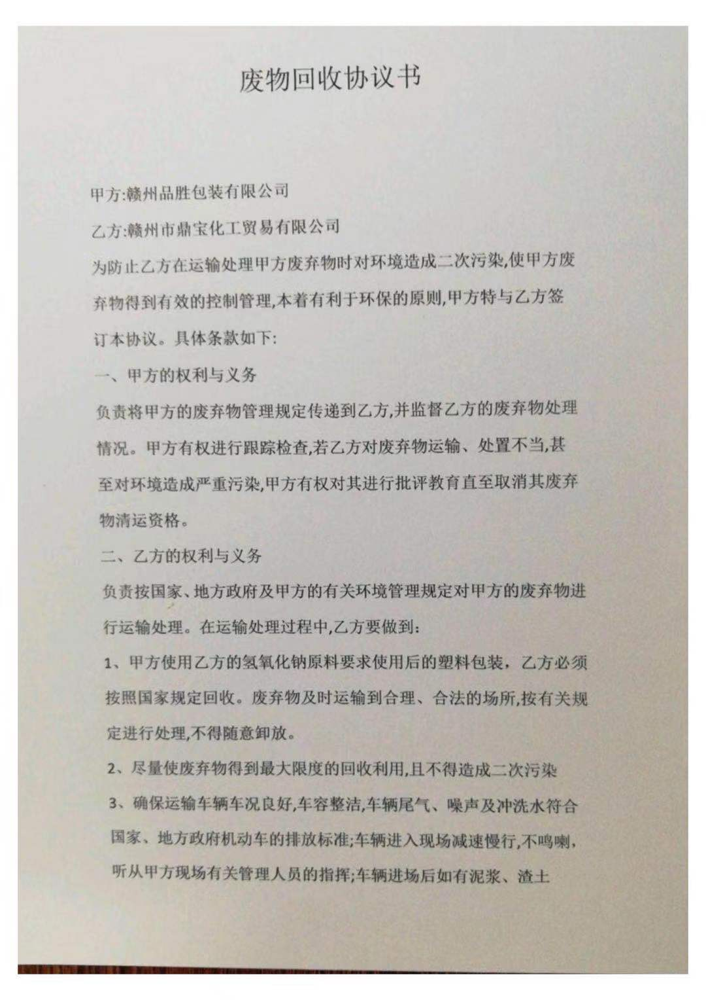 废物回收协议书
甲方:赣州品胜包装有限公司
乙方:赣州市鼎宝化工贸易有限公司
为防止乙方在运输处理甲方废弃物时对环境造成二次污染,使甲方废
弃物得到有效的控制管理,本着有利于环保的原则,甲方特与乙方签
订本协议。具体条款如下:
一、甲方的权利与义务
负责将甲方的废弃物管理规定传递到乙方,并监督乙方的废弃物处理
情况。甲方有权进行跟踪检查,若乙方对废弃物运输、处置不当,甚
至对环境造成严重污染,甲方有权对其进行批评教育直至取消其废弃
物清运资格。
二、乙方的权利与义务
负责按国家、地方政府及甲方的有关环境管理规定对甲方的废弃物进
行运输处理。在运输处理过程中,乙方要做到：
1、甲方使用乙方的氢氧化钠原料要求使用后的塑料包装，乙方必须
按照国家规定回收。废弃物及时运输到合理、合法的场所,按有关规
定进行处理,不得随意卸放。
2、尽量使废弃物得到最大限度的回收利用,且不得造成二次污染
3、确保运输车辆车况良好,车容整洁,车辆尾气、噪声及冲洗水符合
国家、地方政府机动车的排放标准;车辆进入现场减速慢行,不鸣喇，
听从甲方现场有关管理人员的指挥;车辆进场后如有泥浆、渣土